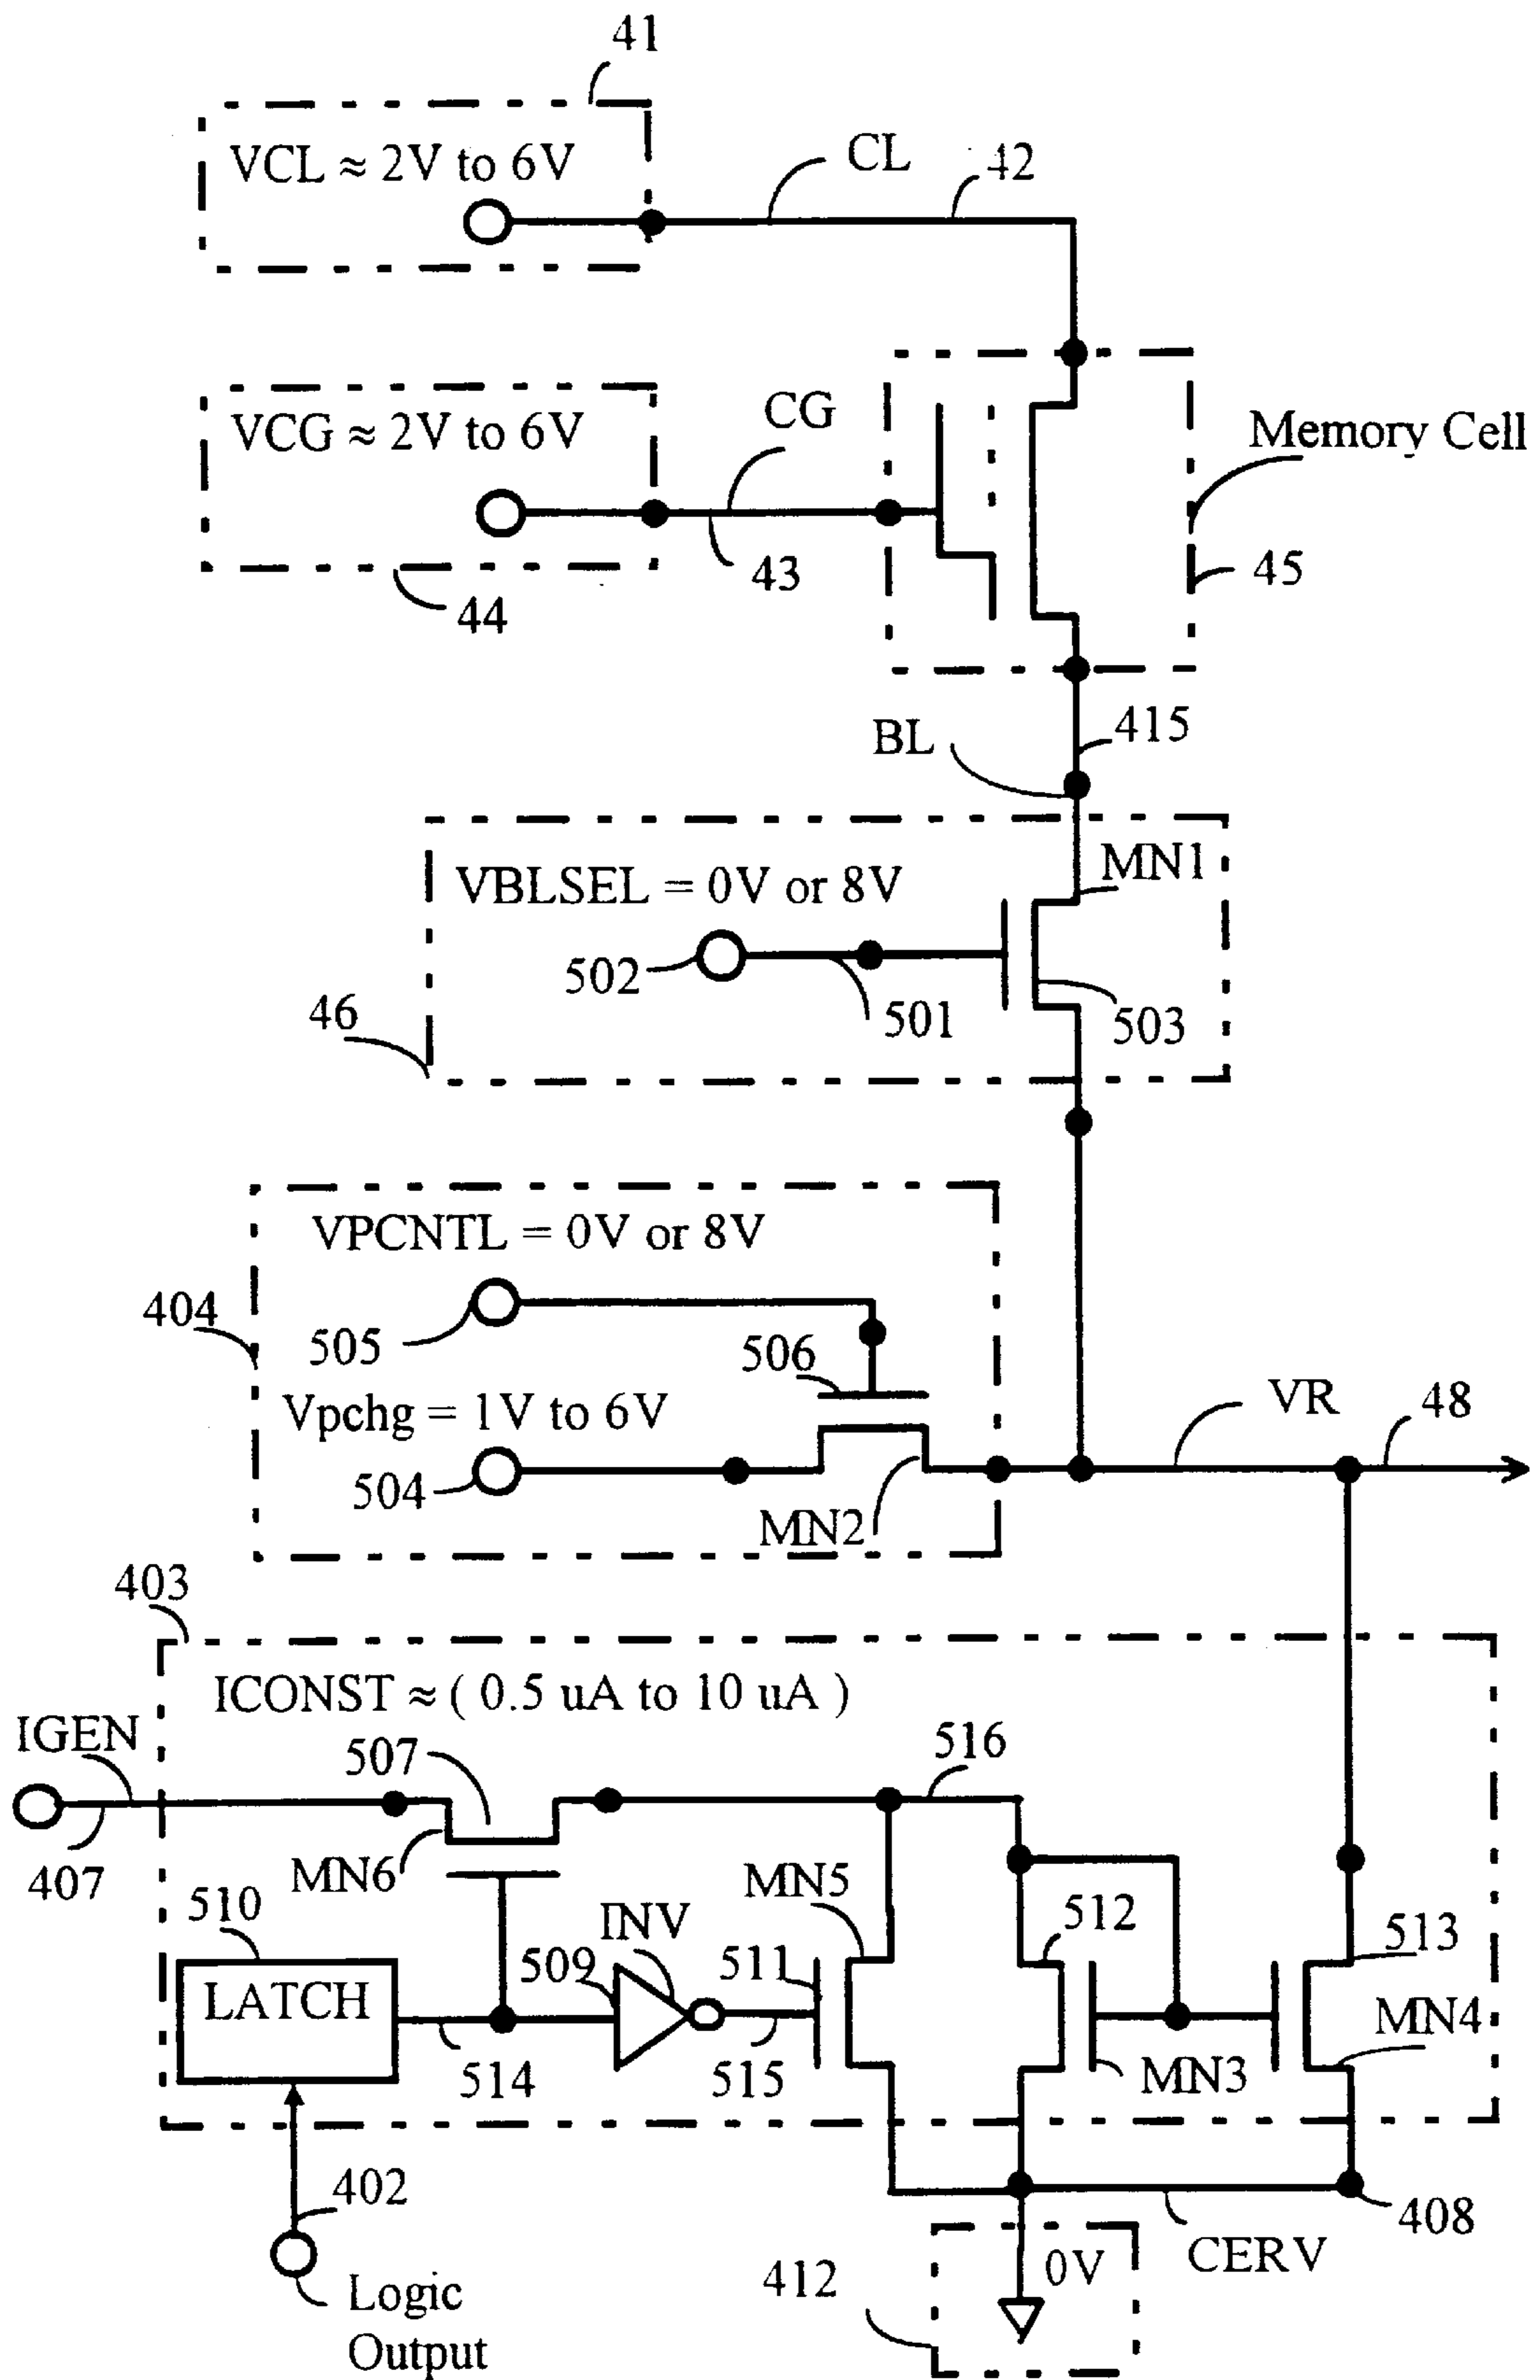 41
VCL ≈ 2V to 6V
CL
42
VCG ≈ 2V to 6V
CG
Memory Cell
43
45
44
BL
415
MN1
VBLSEL = 0V or 8V
502
501
503
46
VPCNTL = 0V or 8V
404
505
506
Vpchg = 1V to 6V
VR
48
504
MN2
403
ICONST ≈ ( 0.5 uA to 10 uA )
IGEN
507
516
407
MN6
MN5
510
INV
512
513
LATCH
509
511
MN4
514
515
MN3
402
408
412
0V
CERV
Logic
Output